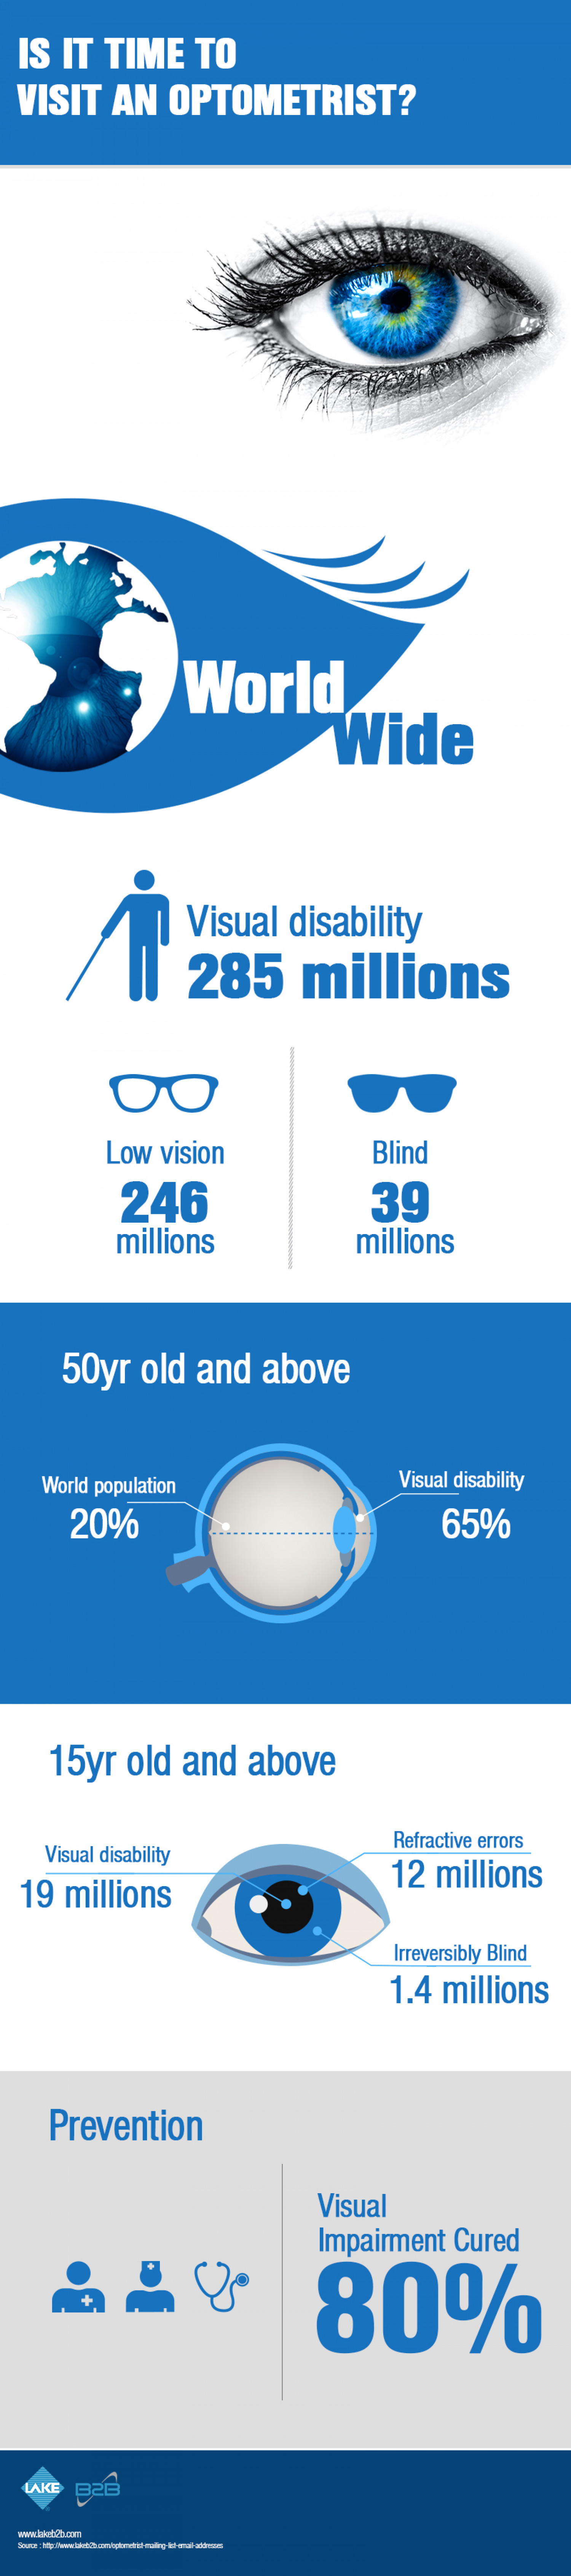 IS IT TIME TO
VISIT AN OPTOMETRIST?
World
Wide
Visual disability
285 millions
Low vision
246
millions
Blind
39
millions
50yr old and above
World population
20%
Visual disability
65%
15yr old and above
Visual disability
19 millions
Refractive errors
12 millions
Irreversibly Blind
1.4 millions
Prevention
Visual
Impairment Cured
80%
LAKE B2B
www.lakeb2b.com
Source : http://www.lakeb2b.com/optometrist-mailing-list-email-addresses